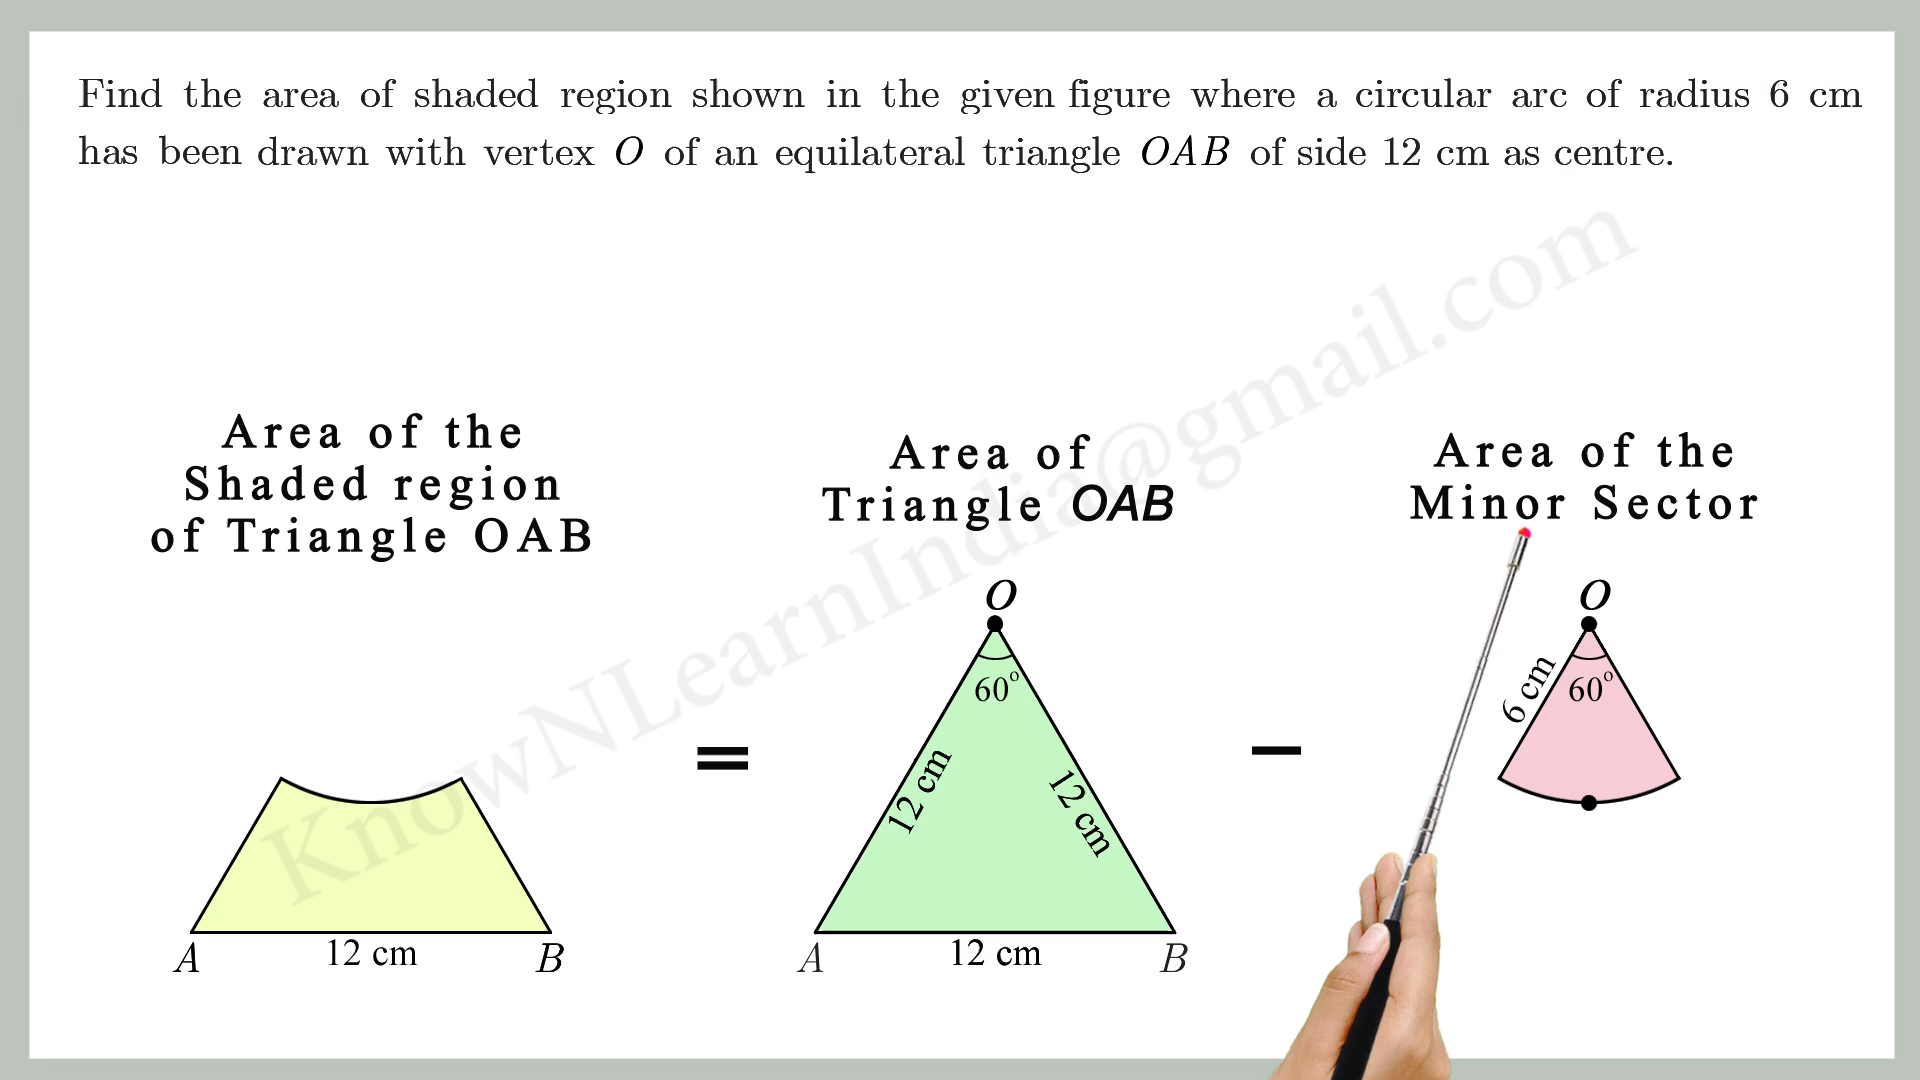 Find the area of shaded region shown in the given figure where a circular arc of radius 6 cm
has been drawn with vertex O of an equilateral triangle OAB of side 12 cm as centre.
Area of the
Shaded region
of Triangle OAB
A
12 cm
B
=
Area of
Triangle OAB
O
60°
12 cm
12 cm
A
12 cm
B
−
Area of the
Minor Sector
O
60°
6 cm
KnowNLearnIndia@gmail.com